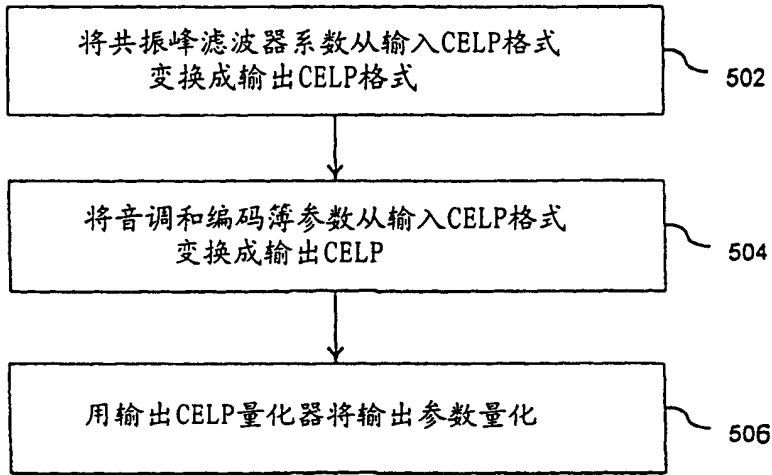 将共振峰滤波器系数从输入CELP格式
变换成输出CELP格式
502
将音调和编码簿参数从输入CELP格式
变换成输出CELP
504
用输出CELP量化器将输出参数量化
506